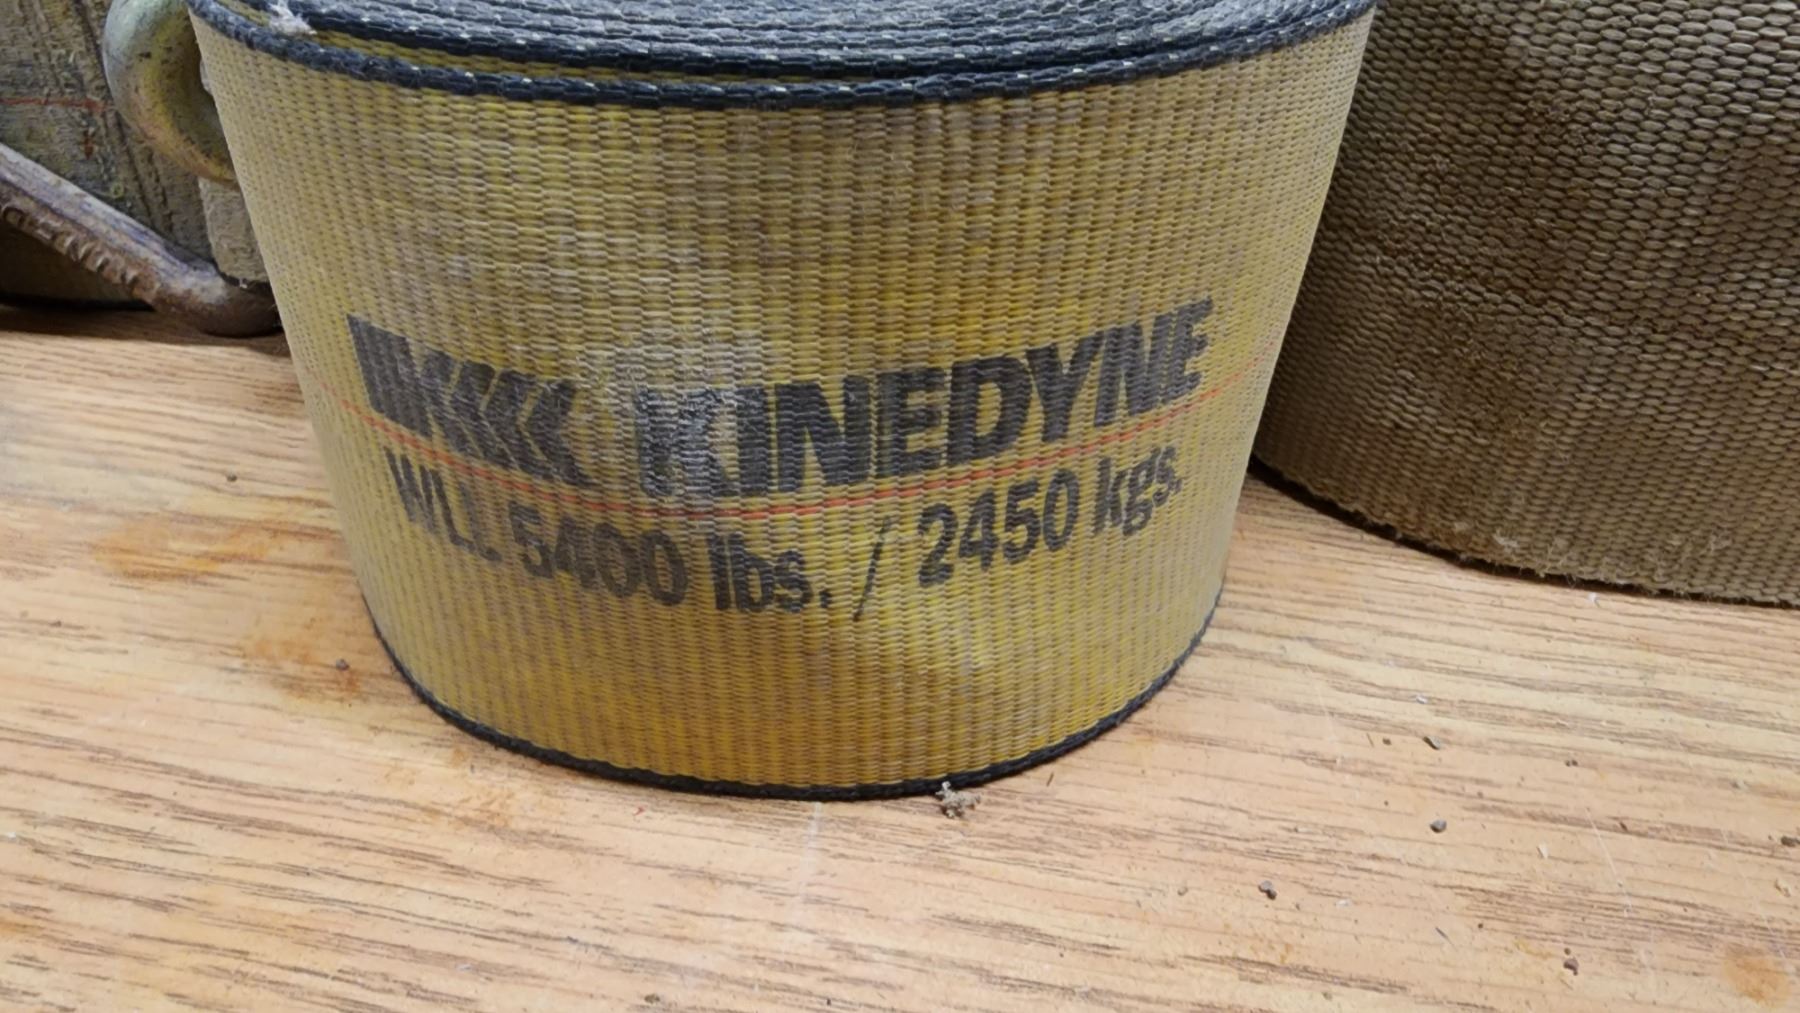 KINEDYNE
WLL 5400 lbs. / 2450 kgs.